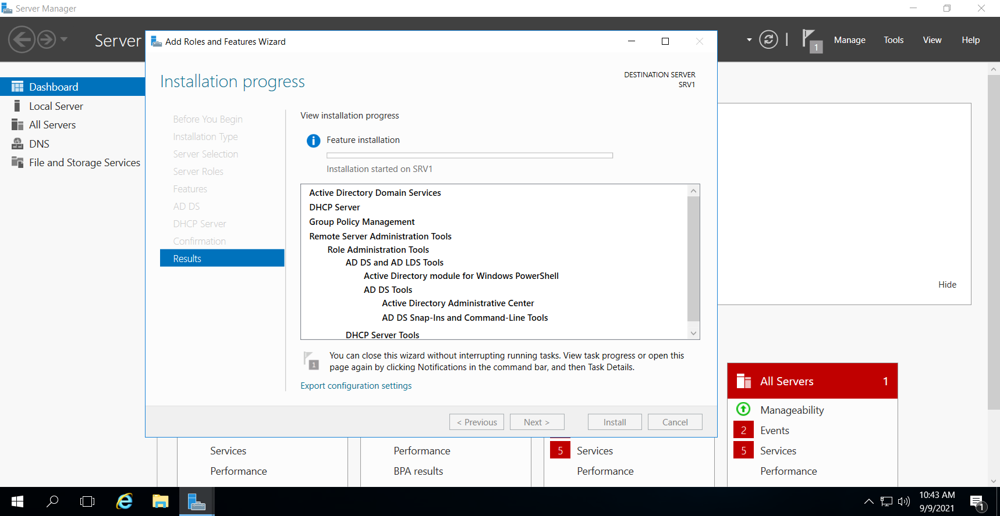 Server Manager
Server
1
Manage
Tools
View
Help
Dashboard
Local Server
All Servers
DNS
File and Storage Services
Add Roles and Features Wizard
Installation progress
DESTINATION SERVER
SRV1
Before You Begin
Installation Type
Server Selection
Server Roles
Features
AD DS
DHCP Server
Confirmation
Results
View installation progress
Feature installation
Installation started on SRV1
Active Directory Domain Services
DHCP Server
Group Policy Management
Remote Server Administration Tools
Role Administration Tools
AD DS and AD LDS Tools
Active Directory module for Windows PowerShell
AD DS Tools
Active Directory Administrative Center
AD DS Snap-Ins and Command-Line Tools
DHCP Server Tools
1
You can close this wizard without interrupting running tasks. View task progress or open this
page again by clicking Notifications in the command bar, and then Task Details.
Export configuration settings
< Previous
Next >
Install
Cancel
Hide
Services
Performance
Performance
BPA results
5 Services
Performance
All Servers 1
Manageability
2 Events
5 Services
Performance
10:43 AM
9/9/2021
1